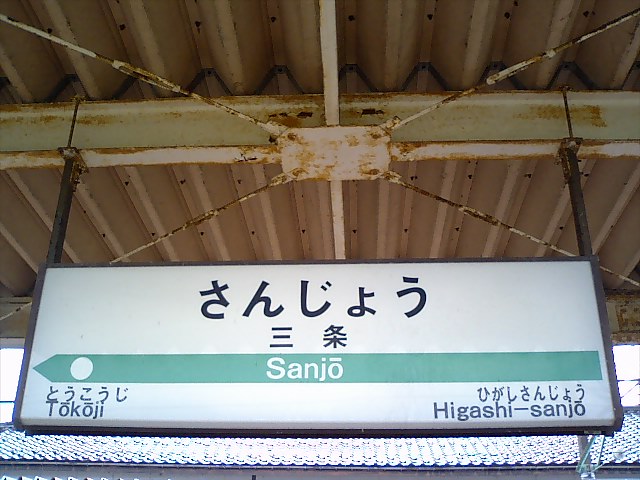 さんじょう
三条
Sanjō
とうこうじ
Tōkōji
ひがしさんじょう
Higashi-sanjō